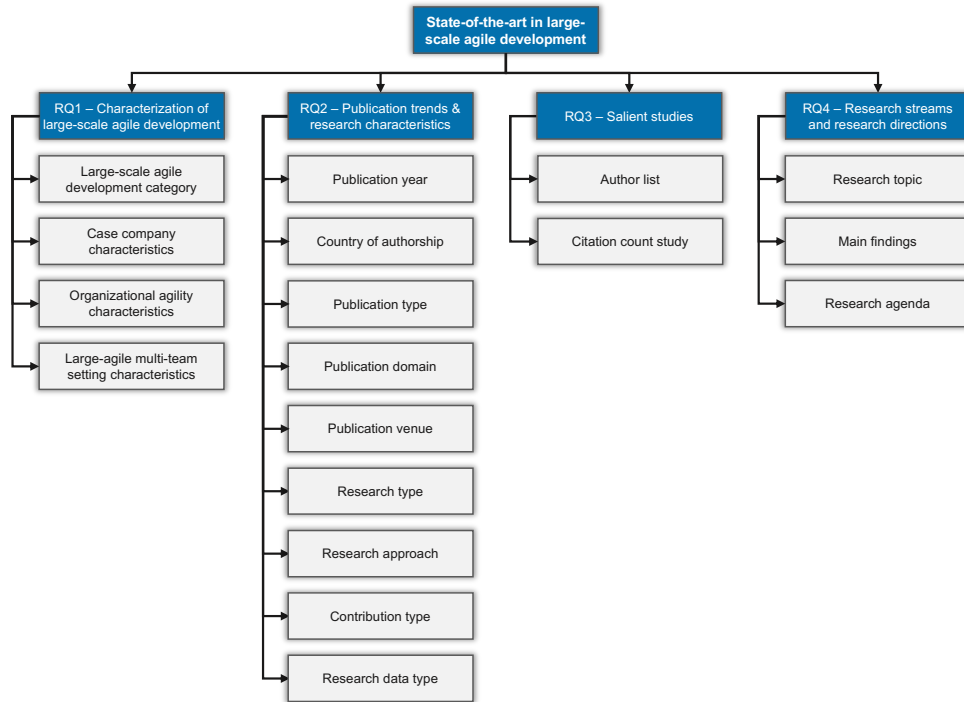 State-of-the-art in large-
scale agile development
RQ1 – Characterization of
large-scale agile development
Large-scale agile
development category
Case company
characteristics
Organizational agility
characteristics
Large-agile multi-team
setting characteristics
RQ2 – Publication trends &
research characteristics
Publication year
Country of authorship
Publication type
Publication domain
Publication venue
Research type
Research approach
Contribution type
Research data type
RQ3 – Salient studies
Author list
Citation count study
RQ4 – Research streams
and research directions
Research topic
Main findings
Research agenda